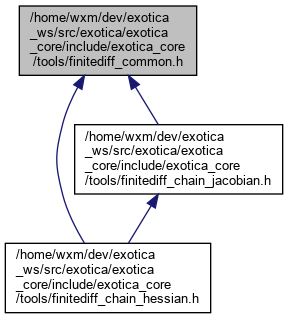 /home/wxm/dev/exotica
_ws/src/exotica/exotica
_core/include/exotica_core
/tools/finitediff_common.h
/home/wxm/dev/exotica
_ws/src/exotica/exotica
_core/include/exotica_core
/tools/finitediff_chain_jacobian.h
/home/wxm/dev/exotica
_ws/src/exotica/exotica
_core/include/exotica_core
/tools/finitediff_chain_hessian.h